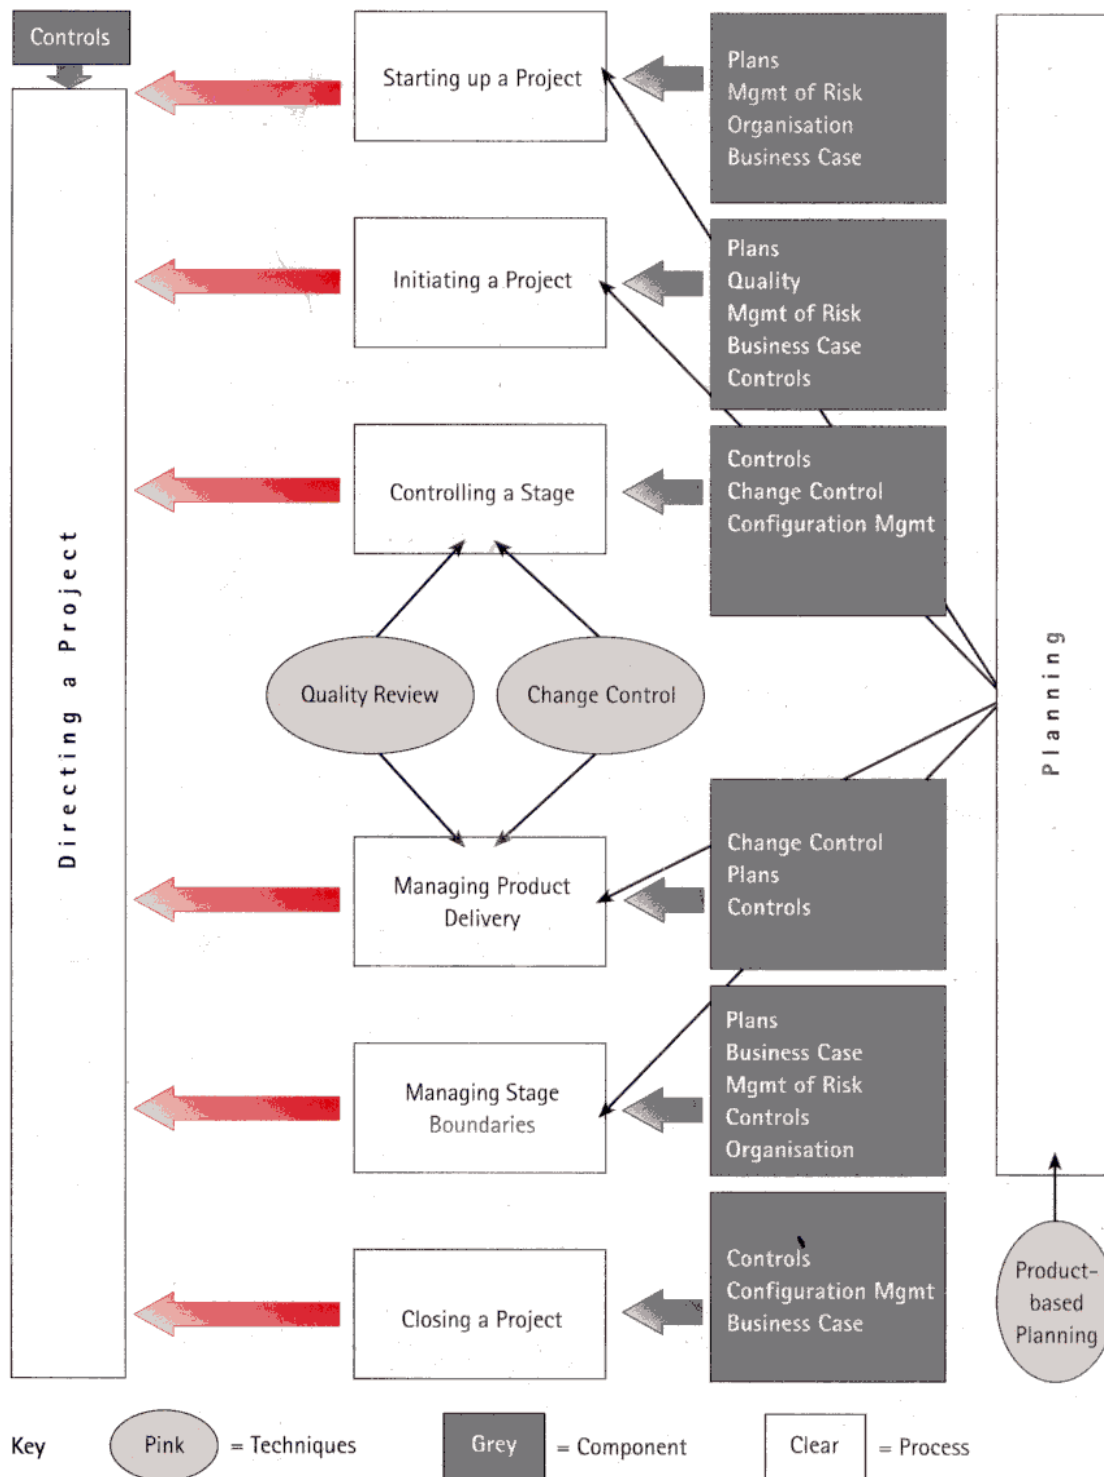 Controls
Directing a Project
Starting up a Project
Plans
Mgmt of Risk
Organisation
Business Case
Initiating a Project
Plans
Quality
Mgmt of Risk
Business Case
Controls
Controlling a Stage
Controls
Change Control
Configuration Mgmt
Planning
Quality Review
Change Control
Managing Product
Delivery
Change Control
Plans
Controls
Managing Stage
Boundaries
Plans
Business Case
Mgmt of Risk
Controls
Organisation
Closing a Project
Controls
Configuration Mgmt
Business Case
Product-
based
Planning
Key
Pink
= Techniques
Grey
= Component
Clear
= Process